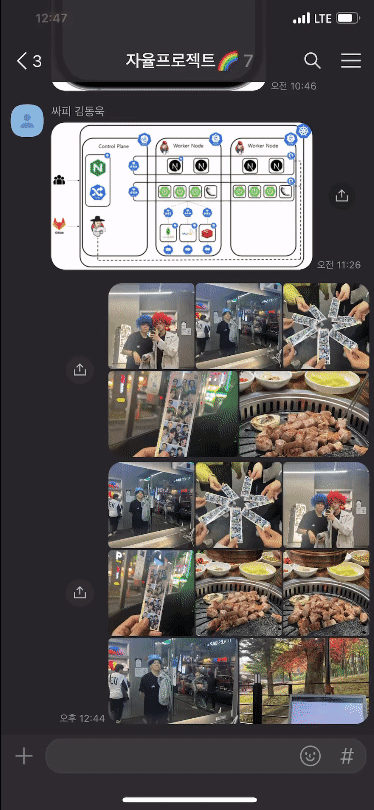 12:47
LTE
3
자율프로젝트🌈 7
오전 10:46
싸피 김동욱
Control Plane
Worker Node
Worker Node
오전 11:26
오후 12:44
#